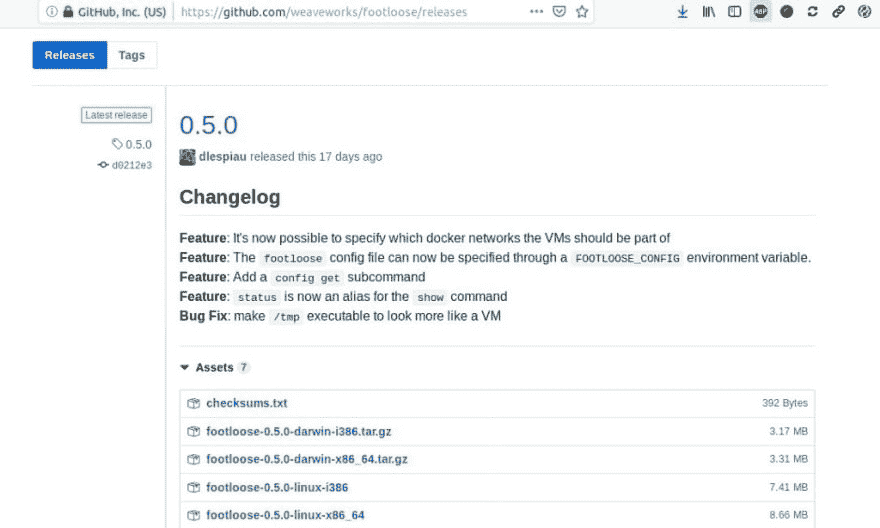 GitHub, Inc. (US) https://github.com/weaveworks/footloose/releases
ABP
Releases Tags
Latest release
0.5.0
d0212e3
0.5.0
dlespiau released this 17 days ago
Changelog
Feature: It's now possible to specify which docker networks the VMs should be part of
Feature: The footloose config file can now be specified through a FOOTLOOSE_CONFIG environment variable.
Feature: Add a config get subcommand
Feature: status is now an alias for the show command
Bug Fix: make /tmp executable to look more like a VM
Assets 7
checksums.txt 392 Bytes
footloose-0.5.0-darwin-i386.tar.gz 3.17 MB
footloose-0.5.0-darwin-x86_64.tar.gz 3.31 MB
footloose-0.5.0-linux-i386 7.41 MB
footloose-0.5.0-linux-x86_64 8.66 MB